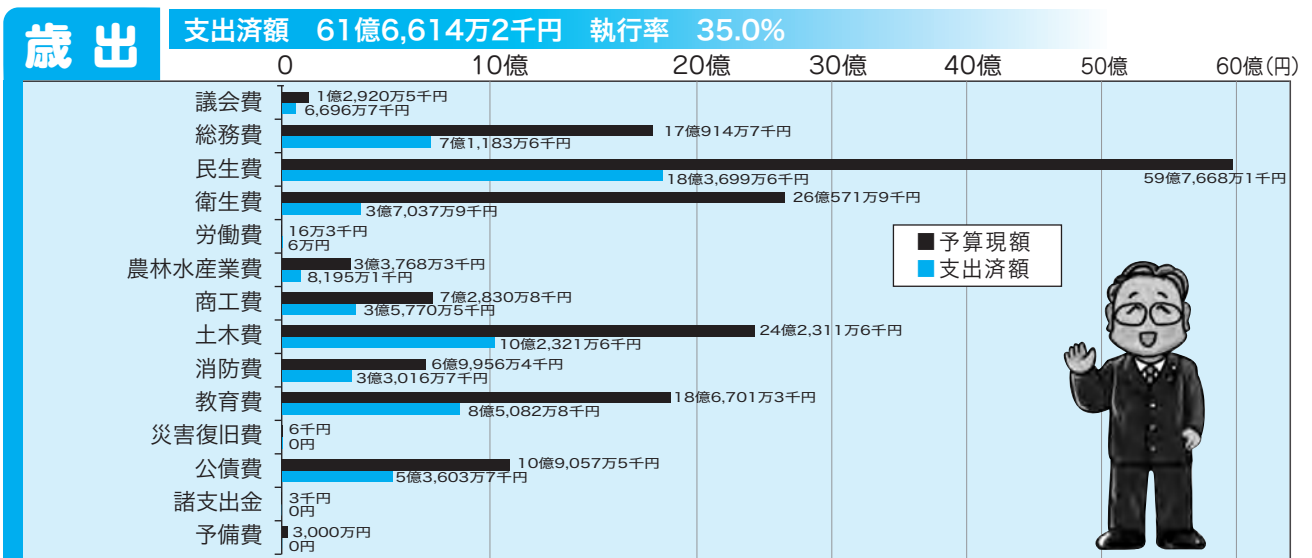 歳出
支出済額 61億6,614万2千円 執行率 35.0%
0 10億 20億 30億 40億 50億 60億(円)
議会費 1億2,920万5千円
6,696万7千円
総務費 17億914万7千円
7億1,183万6千円
民生費 59億7,668万1千円
18億3,699万6千円
衛生費 26億571万9千円
3億7,037万9千円
労働費 16万3千円
6万円
農林水産業費 3億3,768万3千円
8,195万1千円
商工費 7億2,830万8千円
3億5,770万5千円
土木費 24億2,311万6千円
10億2,321万6千円
消防費 6億9,956万4千円
3億3,016万7千円
教育費 18億6,701万3千円
8億5,082万8千円
災害復旧費 6千円
0円
公債費 10億9,057万5千円
5億3,603万7千円
諸支出金 3千円
0円
予備費 3,000万円
0円
■予算現額
■支出済額